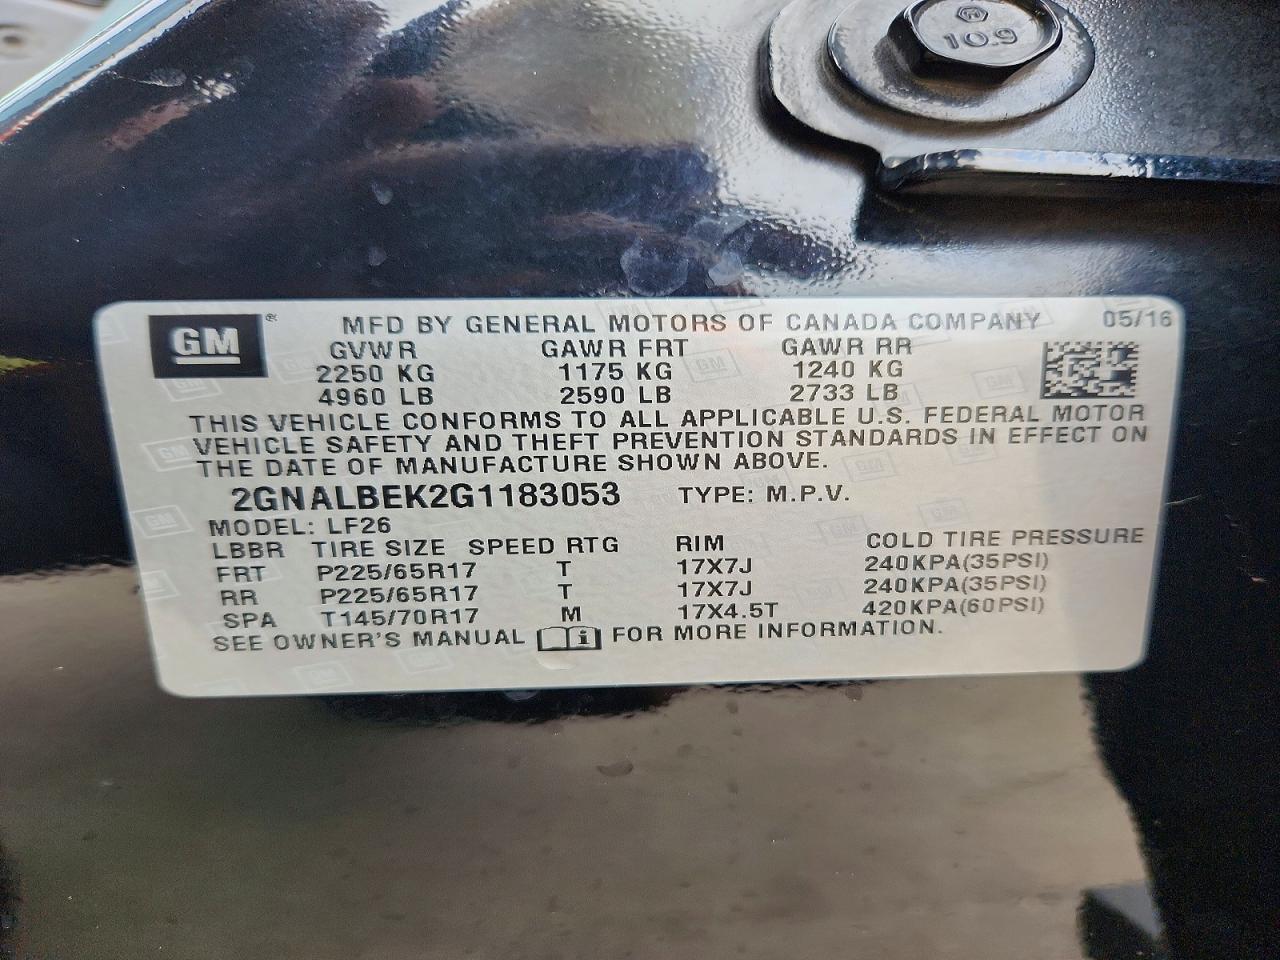 10.9
GM®
MFD BY GENERAL MOTORS OF CANADA COMPANY 05/16
GVWR GAWR FRT GAWR RR
2250 KG 1175 KG 1240 KG
4960 LB 2590 LB 2733 LB
THIS VEHICLE CONFORMS TO ALL APPLICABLE U.S. FEDERAL MOTOR
VEHICLE SAFETY AND THEFT PREVENTION STANDARDS IN EFFECT ON
THE DATE OF MANUFACTURE SHOWN ABOVE.
2GNALBEK2G1183053 TYPE: M.P.V.
MODEL: LF26
LBBR TIRE SIZE SPEED RTG RIM COLD TIRE PRESSURE
FRT P225/65R17 T 17X7J 240KPA(35PSI)
RR P225/65R17 T 17X7J 240KPA(35PSI)
SPA T145/70R17 M 17X4.5T 420KPA(60PSI)
SEE OWNER'S MANUAL i FOR MORE INFORMATION.